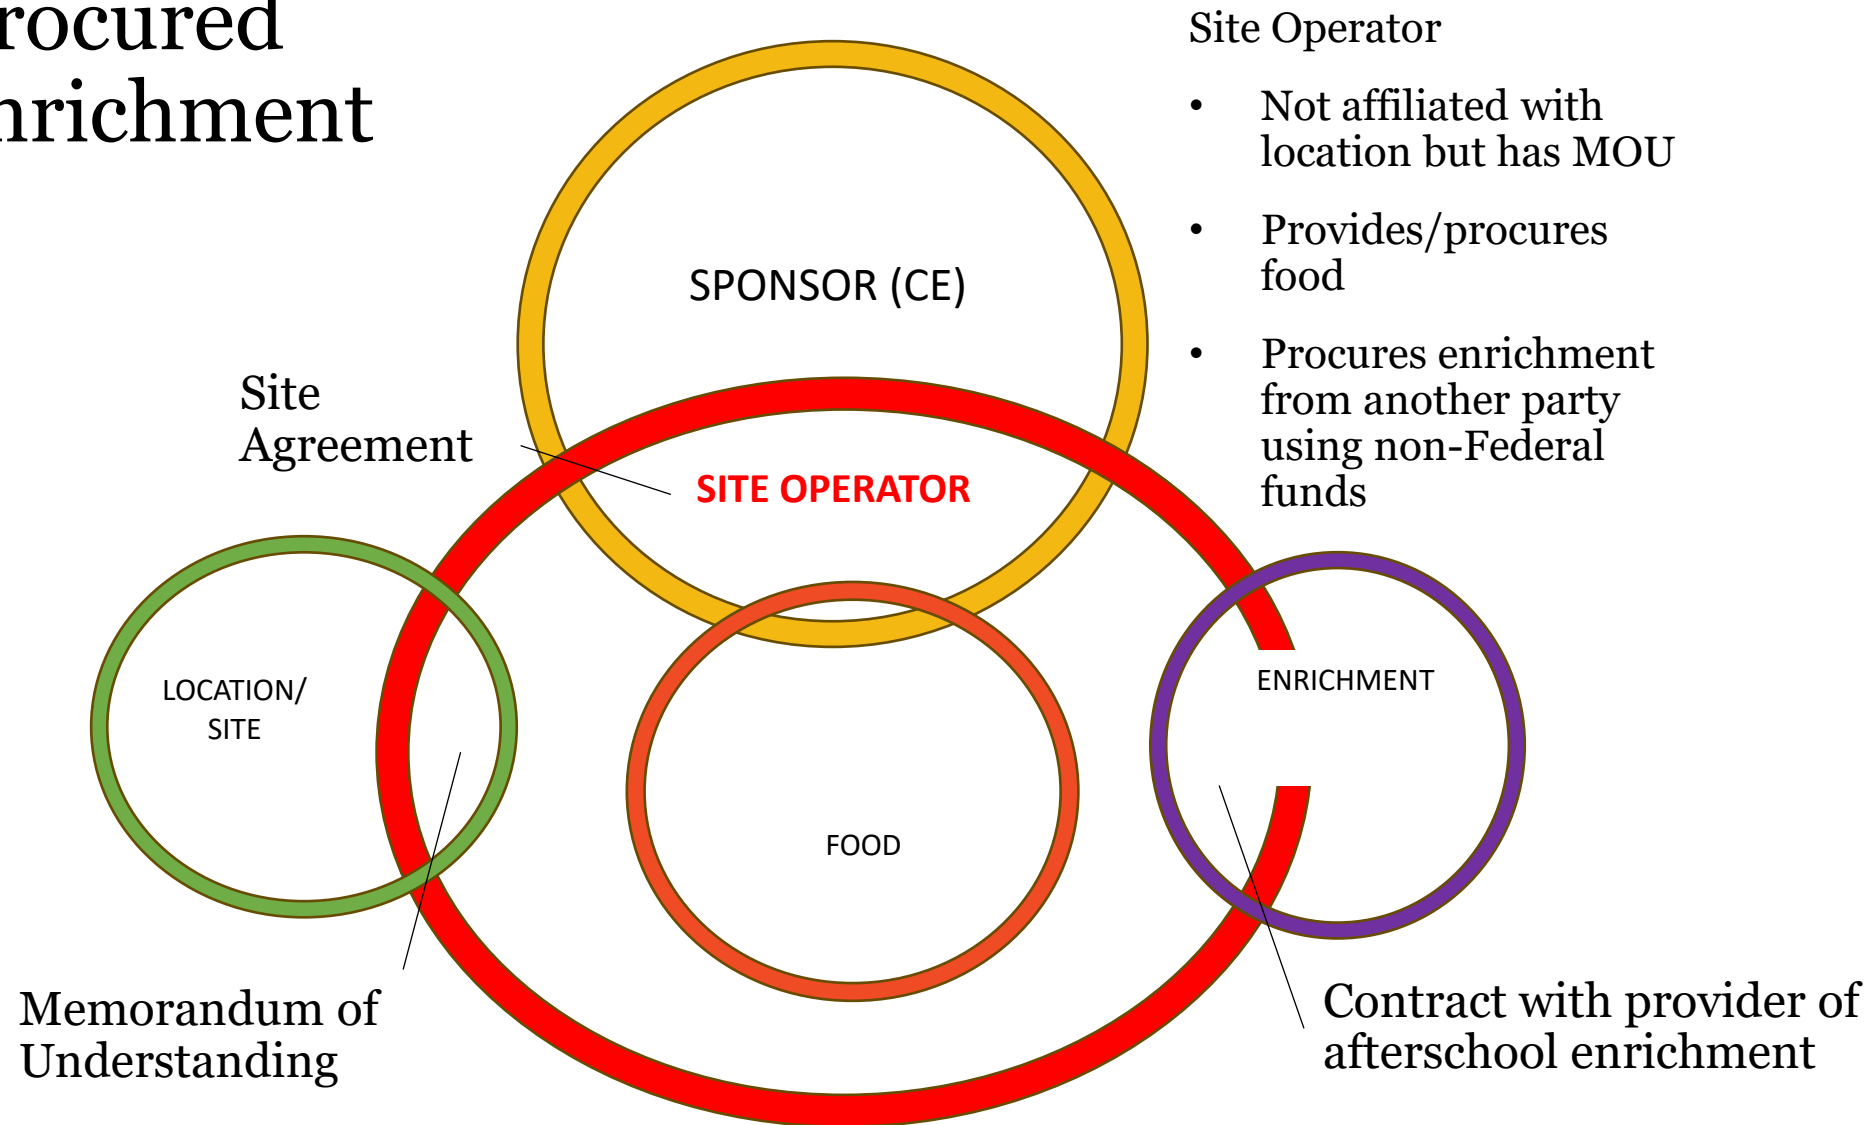 rocured
nrichment
Site Operator
• Not affiliated with
location but has MOU
• Provides/procures
food
• Procures enrichment
from another party
using non-Federal
funds
SPONSOR (CE)
Site
Agreement
SITE OPERATOR
LOCATION/
SITE
ENRICHMENT
FOOD
Memorandum of
Understanding
Contract with provider of
afterschool enrichment